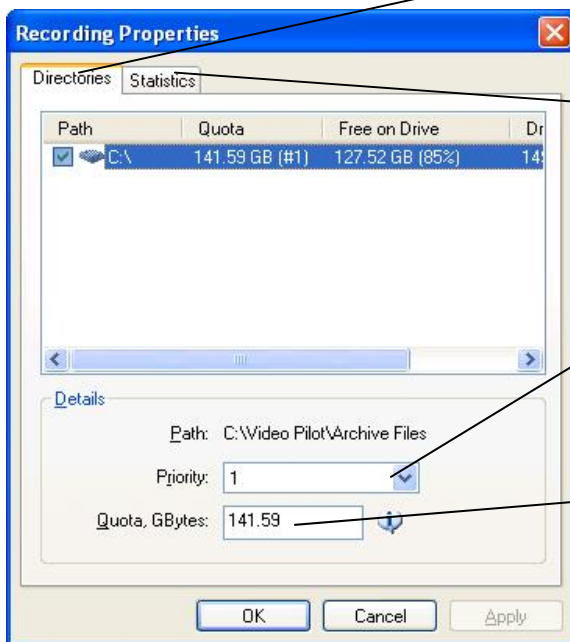 Recording Properties
Directories Statistics
Path Quota Free on Drive Dr
C:\ 141.59 GB (#1) 127.52 GB (85%) 14
Details
Path: C:\Video Pilot\Archive Files
Priority: 1
Quota, GBytes: 141.59
OK Cancel Apply